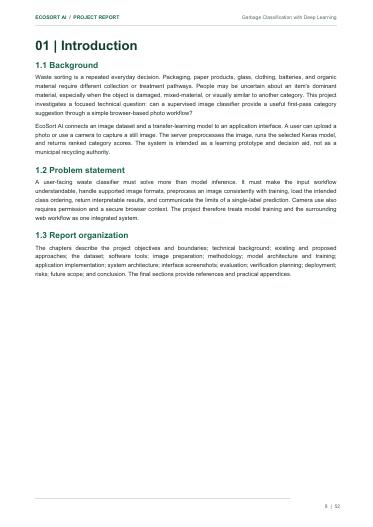 ECOSORT AI / PROJECT REPORT
Garbage Classification with Deep Learning
01 | Introduction
1.1 Background
Waste sorting is a repeated everyday decision. Packaging, paper products, glass, clothing, batteries, and organic
material require different collection or treatment pathways. People may be uncertain about an item's dominant
material, especially when the object is damaged, mixed-material, or visually similar to another category. This project
investigates a focused technical question: can a supervised image classifier provide a useful first-pass category
suggestion through a simple browser-based photo workflow?
EcoSort AI connects an image dataset and a transfer-learning model to an application interface. A user can upload a
photo or use a camera to capture a still image. The server preprocesses the image, runs the selected Keras model,
and returns ranked category scores. The system is intended as a learning prototype and decision aid, not as a
municipal recycling authority.
1.2 Problem statement
A user-facing waste classifier must solve more than model inference. It must make the input workflow
understandable, handle supported image formats, preprocess an image consistently with training, load the intended
class ordering, return interpretable results, and communicate the limits of a single-label prediction. Camera use also
requires permission and a secure browser context. The project therefore treats model training and the surrounding
web workflow as one integrated system.
1.3 Report organization
The chapters describe the project objectives and boundaries; technical background; existing and proposed
approaches; the dataset; software tools; image preparation; methodology; model architecture and training;
application implementation; system architecture; interface screenshots; evaluation; verification planning; deployment;
risks; future scope; and conclusion. The final sections provide references and practical appendices.
| 52